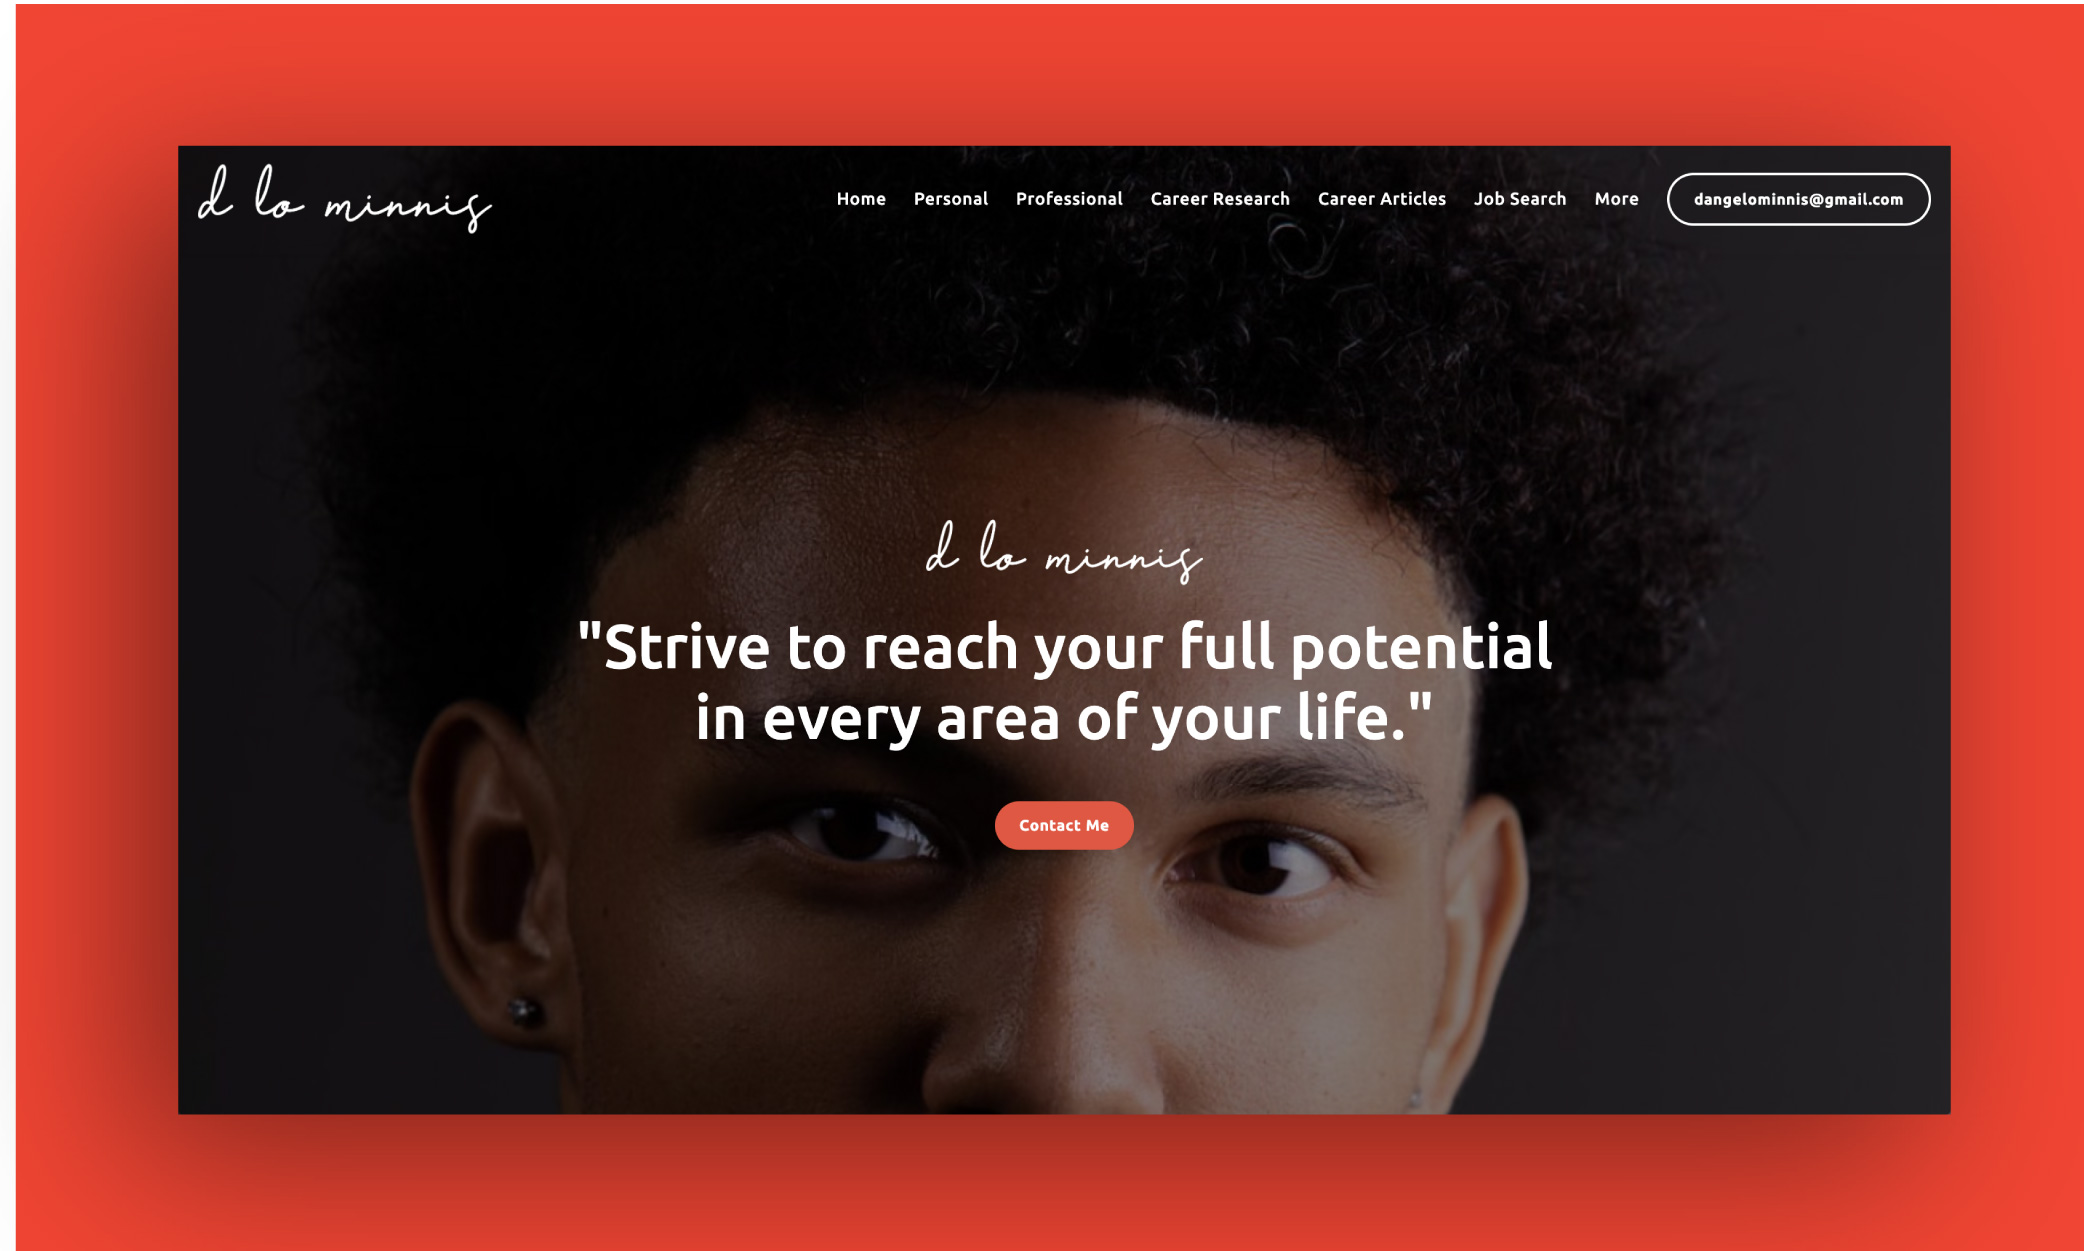 d lo minnis
Home Personal Professional Career Research Career Articles Job Search More dangelominnis@gmail.com
d lo minnis
"Strive to reach your full potential
in every area of your life."
Contact Me